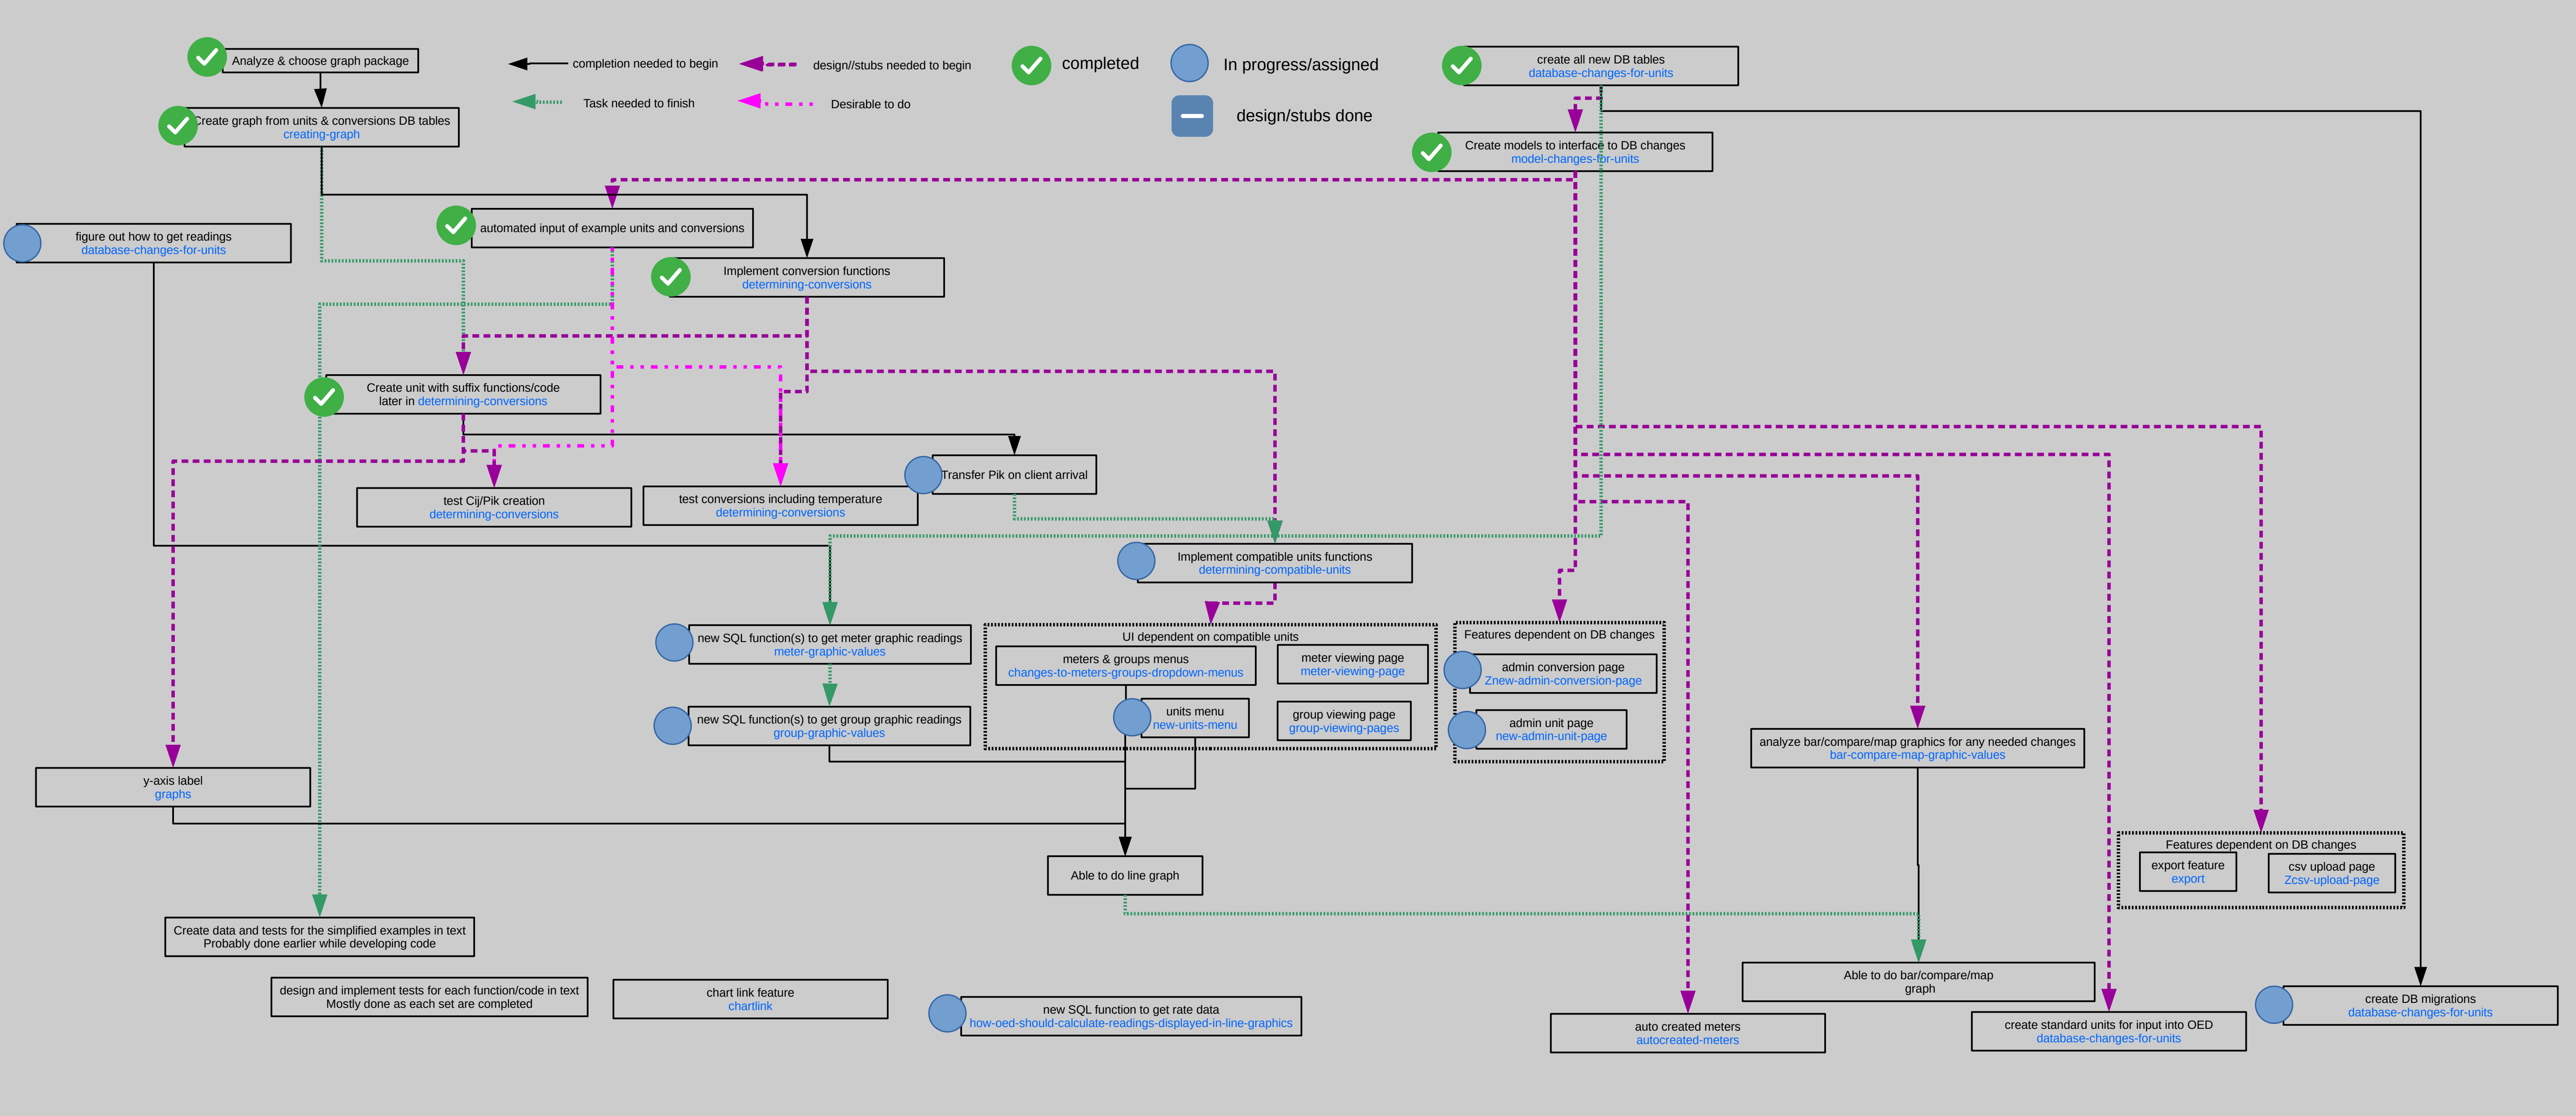 Analyze & choose graph package
completion needed to begin
design//stubs needed to begin
completed
In progress/assigned
create all new DB tables
database-changes-for-units
Task needed to finish
Desirable to do
design/stubs done
Create graph from units & conversions DB tables
creating-graph
Create models to interface to DB changes
model-changes-for-units
figure out how to get readings
database-changes-for-units
automated input of example units and conversions
Implement conversion functions
determining-conversions
Create unit with suffix functions/code
later in determining-conversions
Transfer Pik on client arrival
test Cij/Pik creation
determining-conversions
test conversions including temperature
determining-conversions
Implement compatible units functions
determining-compatible-units
new SQL function(s) to get meter graphic readings
meter-graphic-values
UI dependent on compatible units
meters & groups menus
changes-to-meters-groups-dropdown-menus
meter viewing page
meter-viewing-page
units menu
new-units-menu
group viewing page
group-viewing-pages
Features dependent on DB changes
admin conversion page
Znew-admin-conversion-page
admin unit page
new-admin-unit-page
new SQL function(s) to get group graphic readings
group-graphic-values
analyze bar/compare/map graphics for any needed changes
bar-compare-map-graphic-values
y-axis label
graphs
Features dependent on DB changes
export feature
export
csv upload page
Zcsv-upload-page
Able to do line graph
Create data and tests for the simplified examples in text
Probably done earlier while developing code
design and implement tests for each function/code in text
Mostly done as each set are completed
chart link feature
chartlink
new SQL function to get rate data
how-oed-should-calculate-readings-displayed-in-line-graphics
Able to do bar/compare/map
graph
auto created meters
autocreated-meters
create standard units for input into OED
database-changes-for-units
create DB migrations
database-changes-for-units